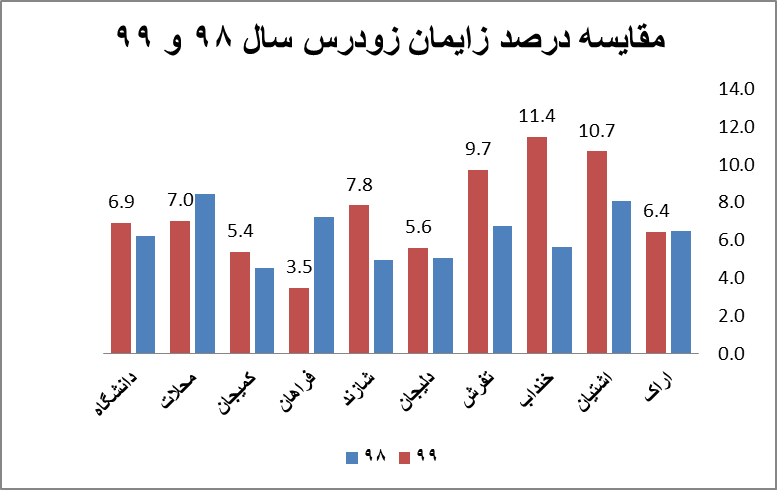 مقایسه درصد زایمان زودرس سال ۹۸ و ۹۹
14.0
12.0
10.0
8.0
6.0
4.0
2.0
0.0
6.9
7.0
5.4
3.5
7.8
5.6
9.7
11.4
10.7
6.4
اراک
اشتیان
خنداب
تفرش
دلیجان
شازند
فراهان
کمیجان
محلات
دانشگاه
۹۸
۹۹